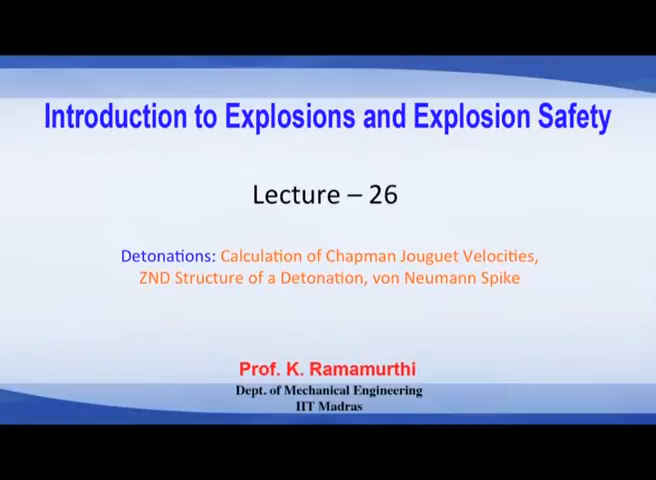 Introduction to Explosions and Explosion Safety
Lecture – 26
Detonations: Calculation of Chapman Jouguet Velocities,
ZND Structure of a Detonation, von Neumann Spike
Prof. K. Ramamurthi
Dept. of Mechanical Engineering
IIT Madras